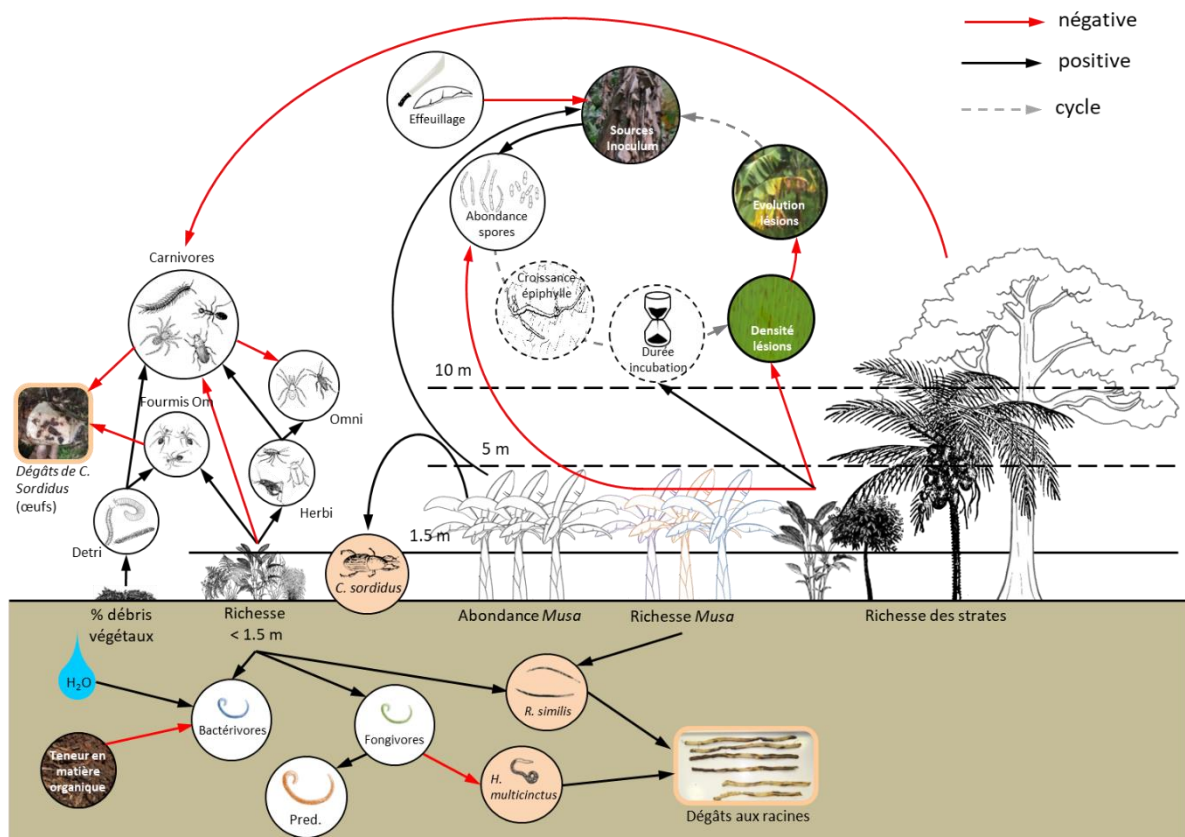 négative
positive
cycle
Effeuillage
Sources
Inoculum
Abondance
spores
Evolution
lésions
Croissance
épiphylle
Durée
incubation
Densité
lésions
Carnivores
Fourmis Om
Omni
Herbi
Detri
Dégâts de C.
Sordidus
(œufs)
10 m
5 m
1.5 m
C. sordidus
% débris
végétaux
Richesse
< 1.5 m
Abondance Musa
Richesse Musa
Richesse des strates
H₂O
Teneur en
matière
organique
Bactérivores
Fongivores
Pred.
R. similis
H.
multicinctus
Dégâts aux racines